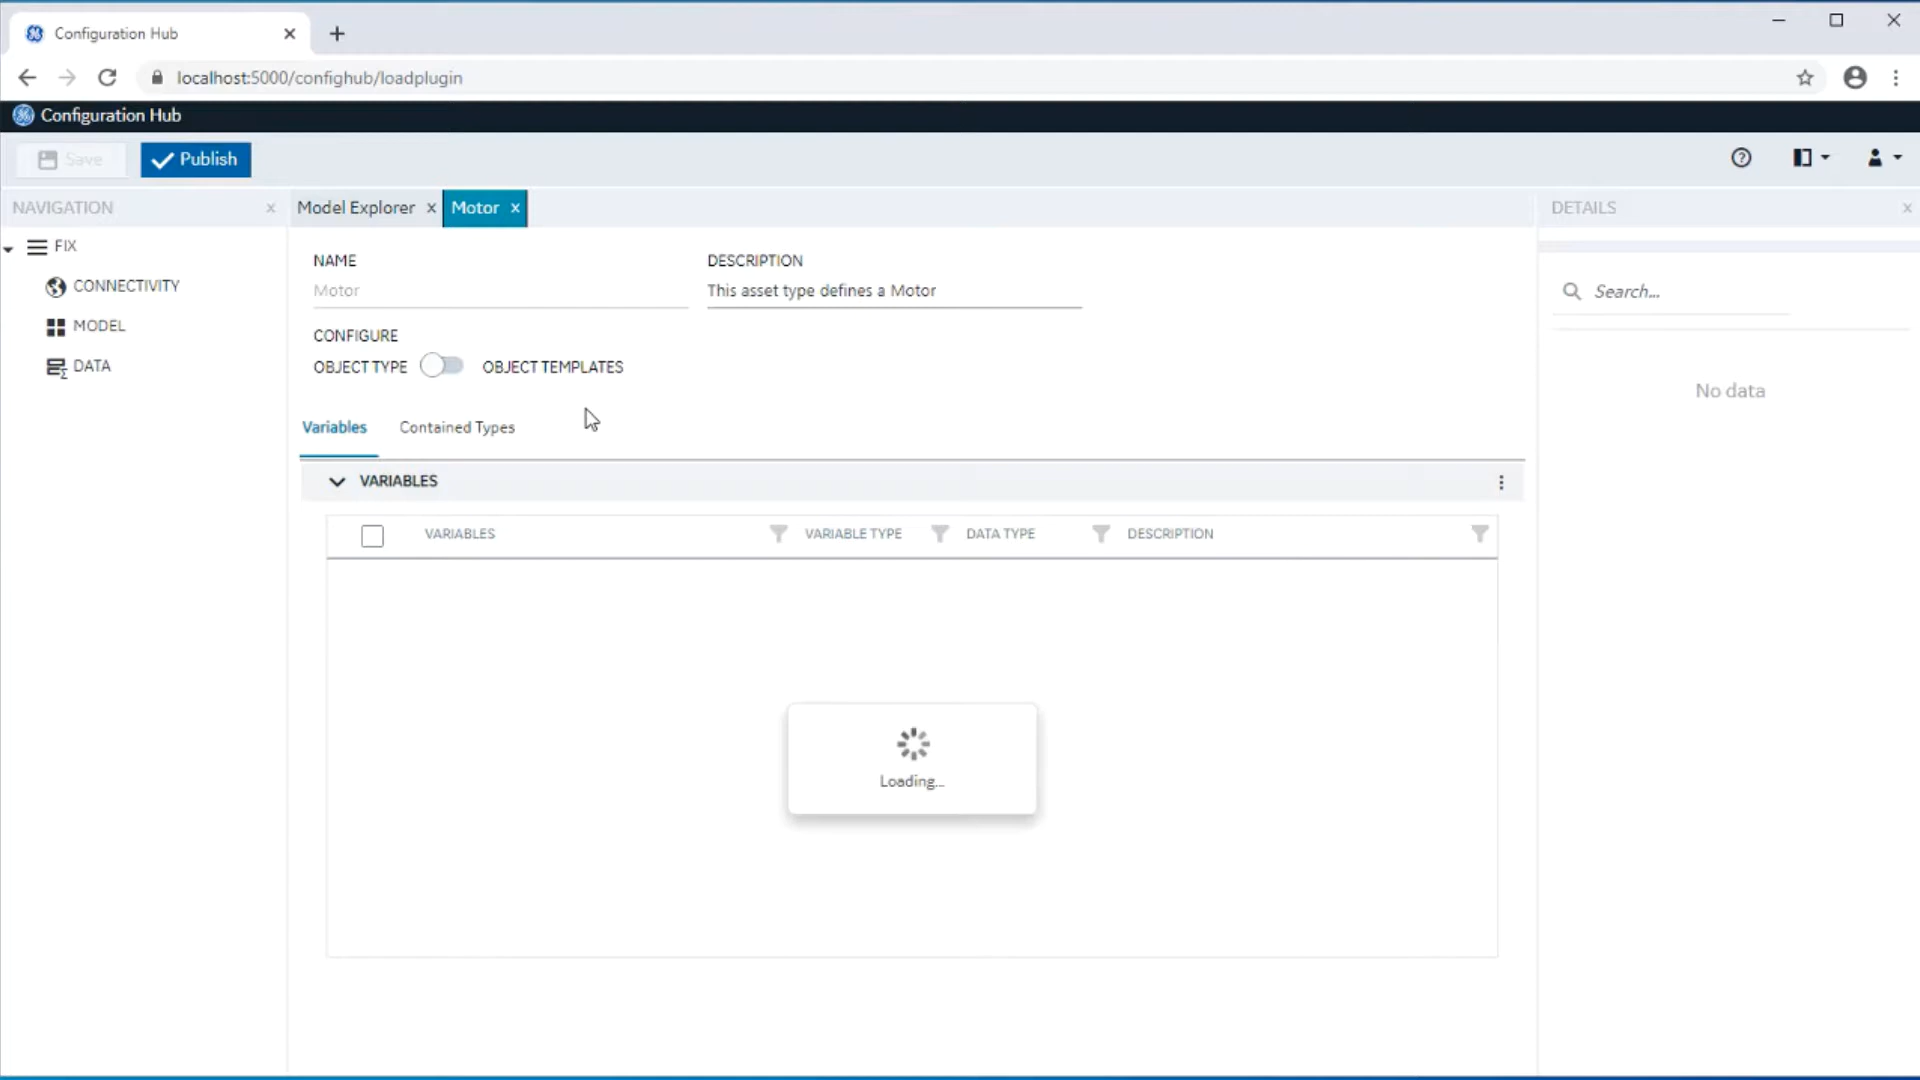 Configuration Hub
localhost:5000/confighub/loadplugin
Configuration Hub
Save
Publish
NAVIGATION
Model Explorer
Motor
DETAILS
FIX
CONNECTIVITY
MODEL
DATA
NAME
DESCRIPTION
Motor
This asset type defines a Motor
CONFIGURE
OBJECT TYPE
OBJECT TEMPLATES
Variables
Contained Types
VARIABLES
VARIABLES
VARIABLE TYPE
DATA TYPE
DESCRIPTION
Loading...
Search...
No data